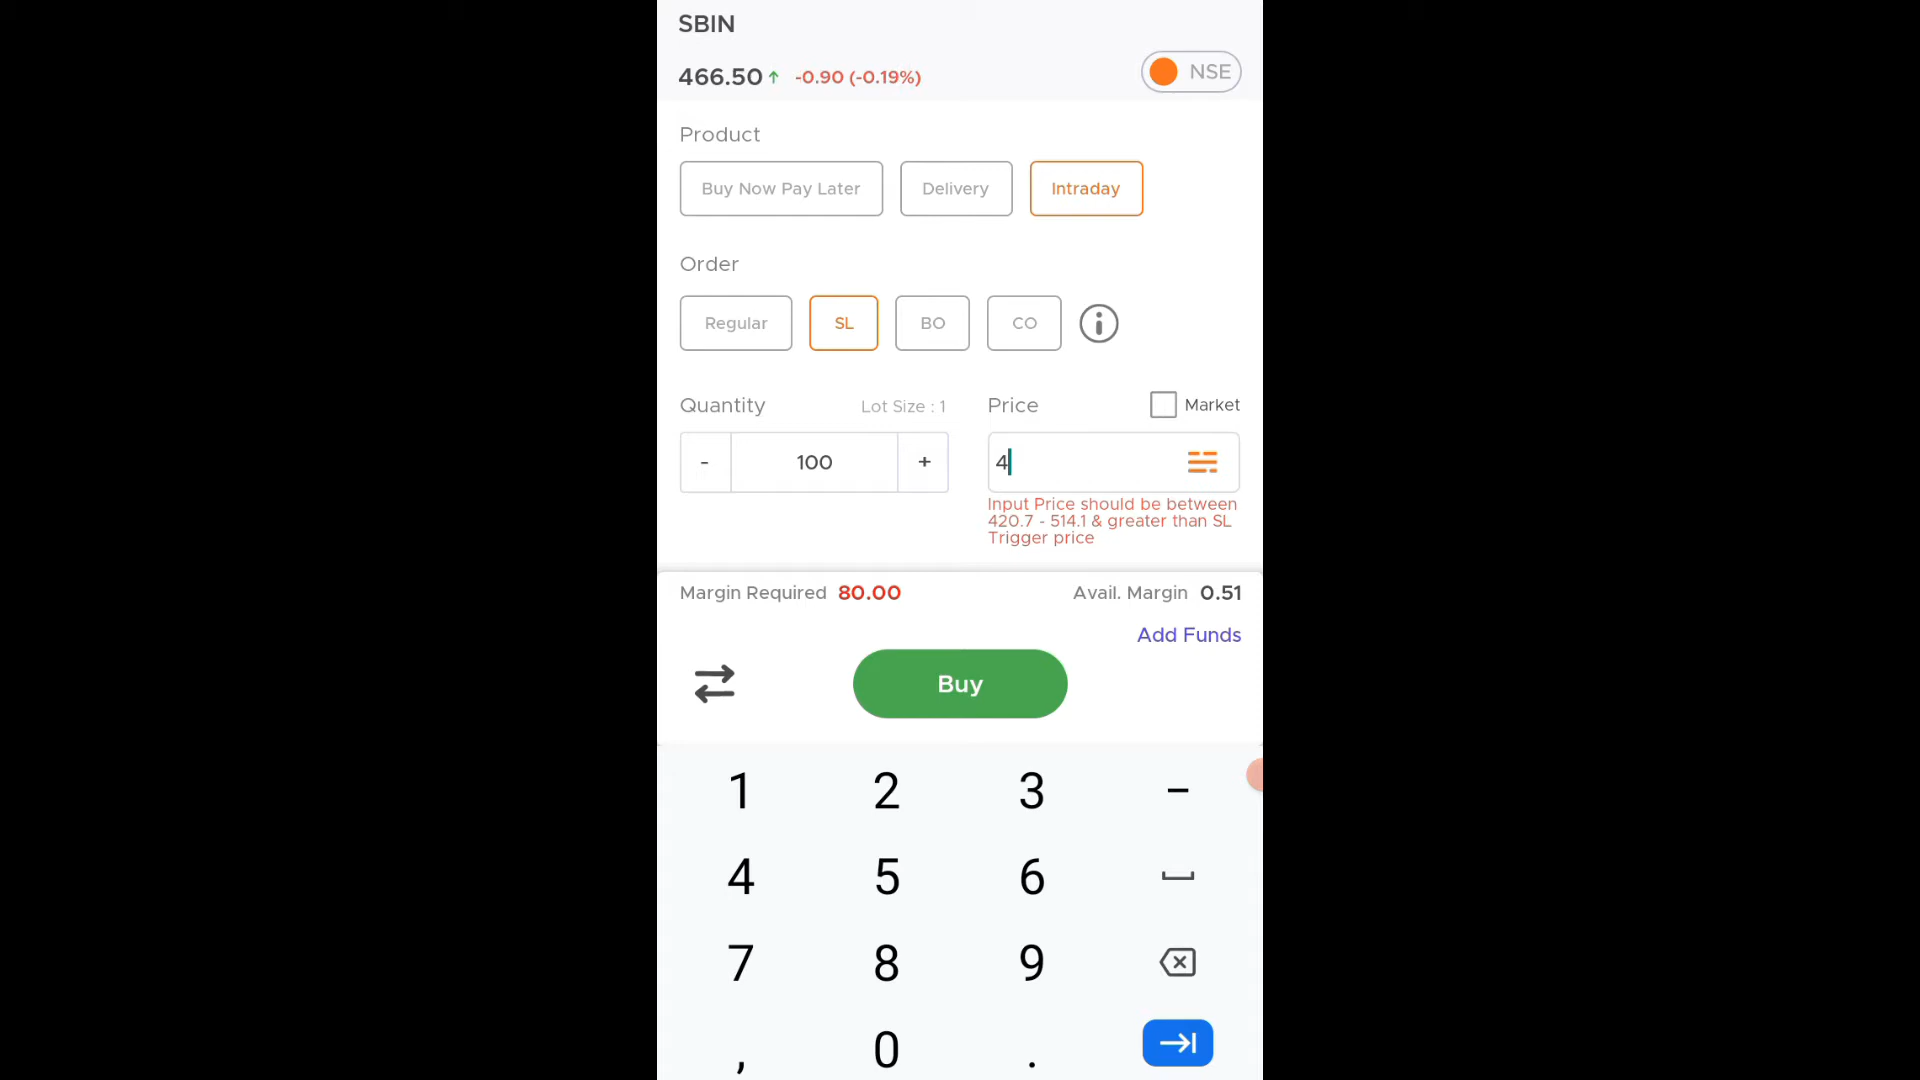 SBIN
466.50 -0.90 (-0.19%) NSE
Product
Buy Now Pay Later Delivery Intraday
Order
Regular SL BO CO
Quantity Lot Size : 1 Price Market
- 100 + 4
Input Price should be between
420.7 - 514.1 & greater than SL
Trigger price
Margin Required 80.00 Avail. Margin 0.51
Add Funds
Buy
1 2 3 -
4 5 6
7 8 9
, 0 .